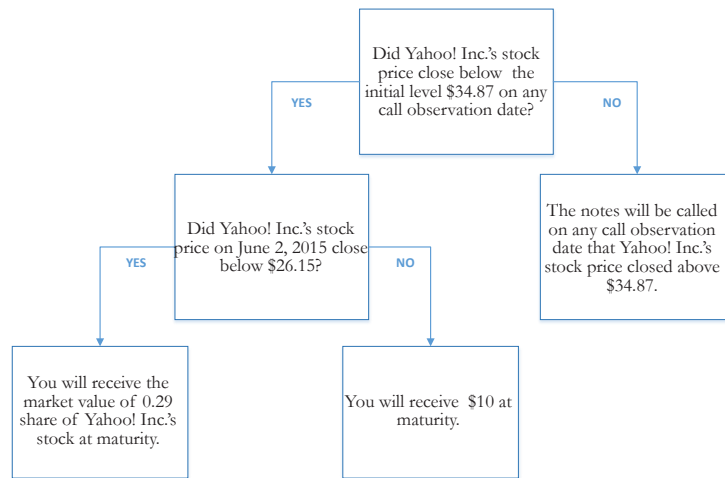 Did Yahoo! Inc.'s stock
price close below the
initial level $34.87 on any
call observation date?
YES
NO
Did Yahoo! Inc.'s stock
price on June 2, 2015 close
below $26.15?
The notes will be called
on any call observation
date that Yahoo! Inc.'s
stock price closed above
$34.87.
YES
NO
You will receive the
market value of 0.29
share of Yahoo! Inc.'s
stock at maturity.
You will receive $10 at
maturity.